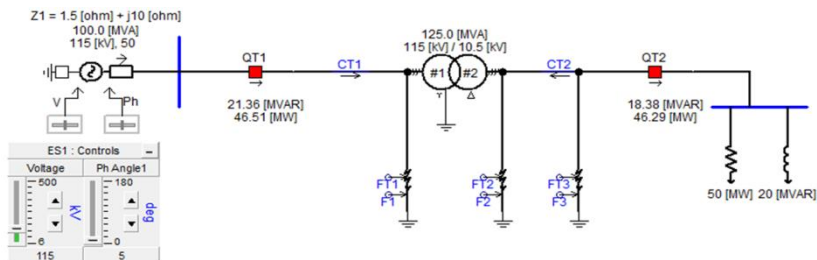 Z1 = 1.5 [ohm] + j10 [ohm]
100.0 [MVA]
115 [kV], 50
V
Ph
QT1
21.36 [MVAR]
46.51 [MW]
CT1
125.0 [MVA]
115 [kV] / 10.5 [kV]
#1
#2
CT2
QT2
18.38 [MVAR]
46.29 [MW]
FT1
F1
FT2
F2
FT3
F3
50 [MW]
20 [MVAR]
ES1 : Controls
Voltage
Ph Angle1
500
180
kV
deg
6
0
115
5